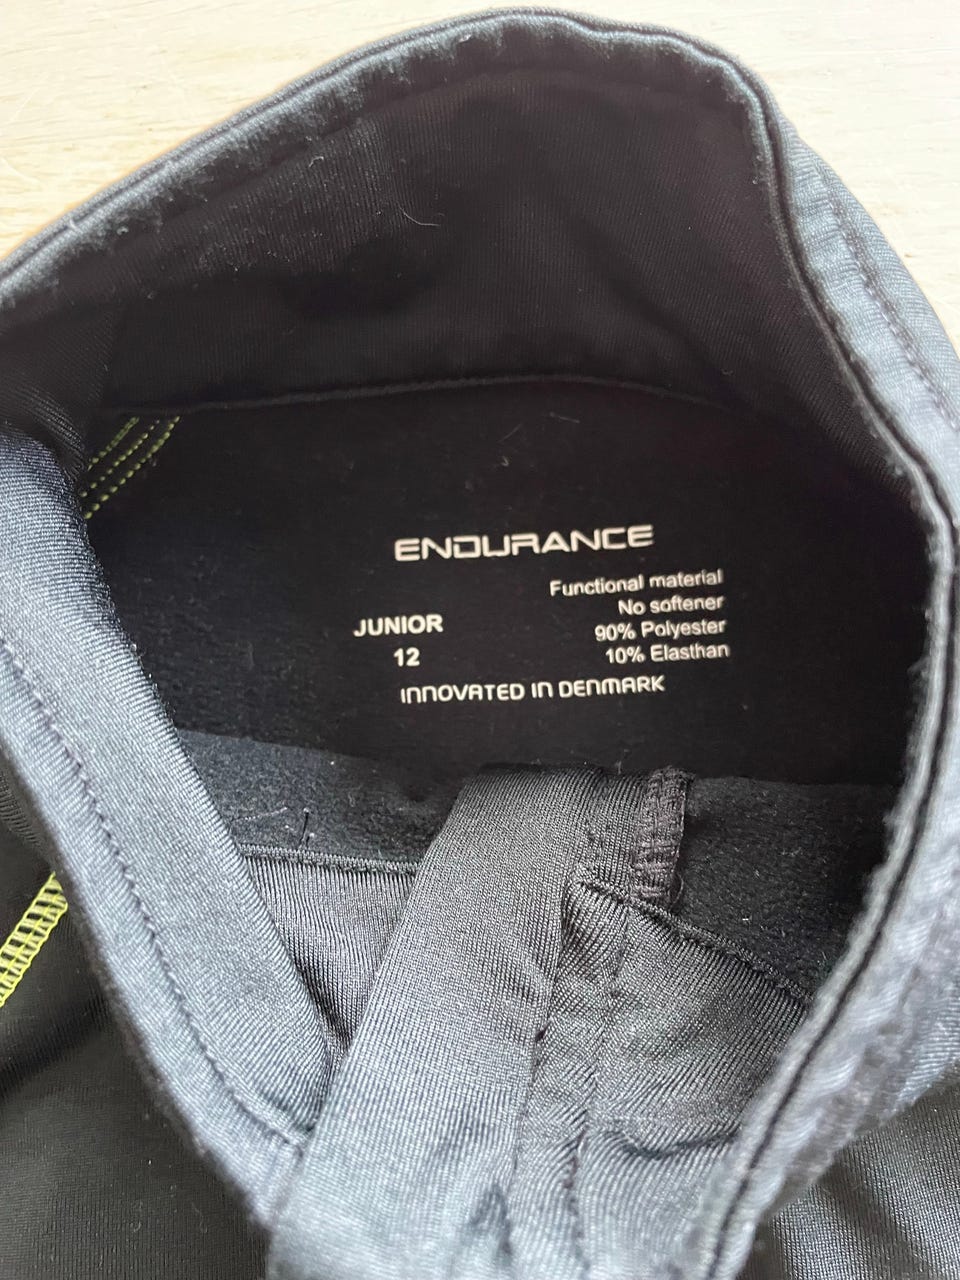 ENDURANCE
Functional material
No softener
JUNIOR
90% Polyester
12
10% Elasthan
INNOVATED IN DENMARK